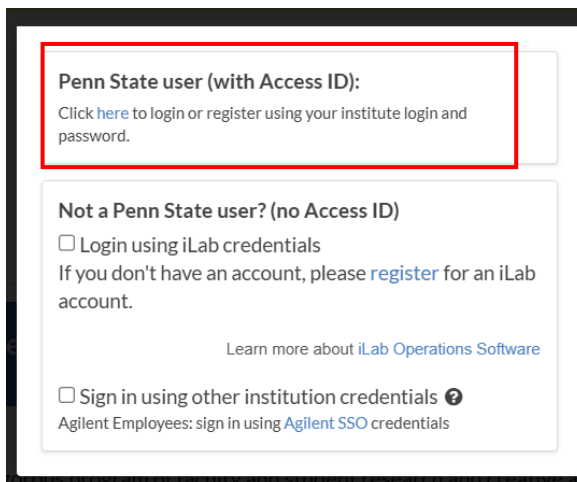 Penn State user (with Access ID):
Click here to login or register using your institute login and
password.
Not a Penn State user? (no Access ID)
Login using iLab credentials
If you don't have an account, please register for an iLab
account.
Learn more about iLab Operations Software
Sign in using other institution credentials
Agilent Employees: sign in using Agilent SSO credentials